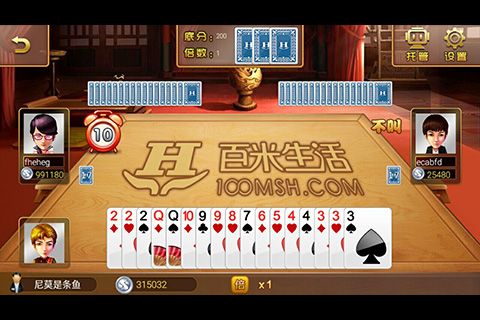 底分：200
倍数：1
托管
设置
10
不叫
fheheg
991180
ecabfd
25480
H
百米生活
100MSH.COM
2 2 2 Q Q 10 9 9 8 7 6 5 4 3 3 3
尼莫是条鱼
315032
倍 x1